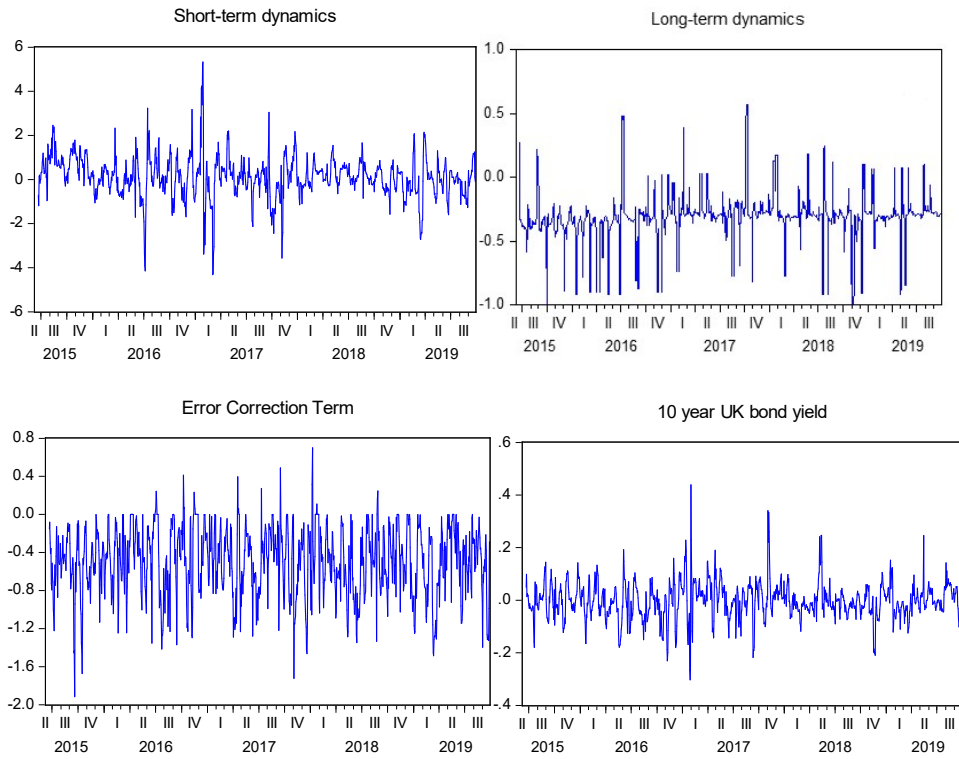 Short-term dynamics
6
4
2
0
-2
-4
-6
II III IV I II III IV I II III IV I II III IV I II III
2015 2016 2017 2018 2019
Long-term dynamics
1.0
0.5
0.0
-0.5
-1.0
II III IV I II III IV I II III IV I II III IV I II III
2015 2016 2017 2018 2019
Error Correction Term
0.8
0.4
0.0
-0.4
-0.8
-1.2
-1.6
-2.0
II III IV I II III IV I II III IV I II III IV I II III
2015 2016 2017 2018 2019
10 year UK bond yield
.6
.4
.2
.0
-.2
-.4
II III IV I II III IV I II III IV I II III IV I II III
2015 2016 2017 2018 2019